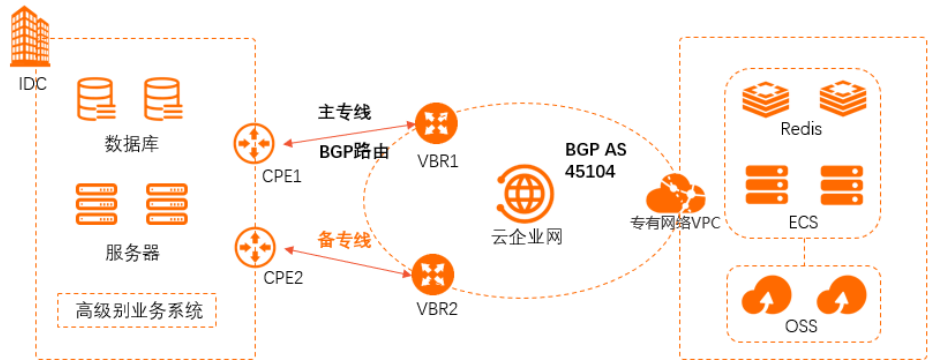 IDC
数据库
服务器
高级别业务系统
CPE1
CPE2
主专线
BGP路由
备专线
VBR1
VBR2
云企业网
BGP AS
45104
专有网络VPC
Redis
ECS
OSS